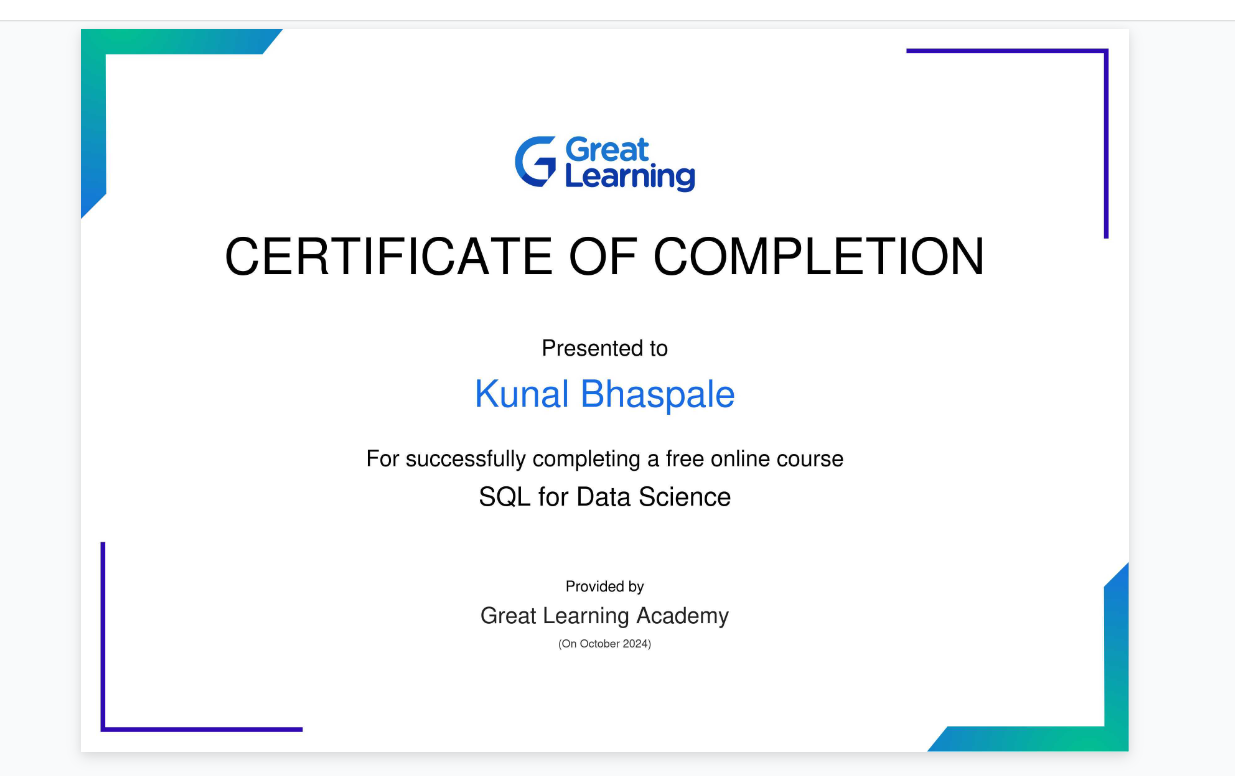 Great
Learning
CERTIFICATE OF COMPLETION
Presented to
Kunal Bhaspale
For successfully completing a free online course
SQL for Data Science
Provided by
Great Learning Academy
(On October 2024)